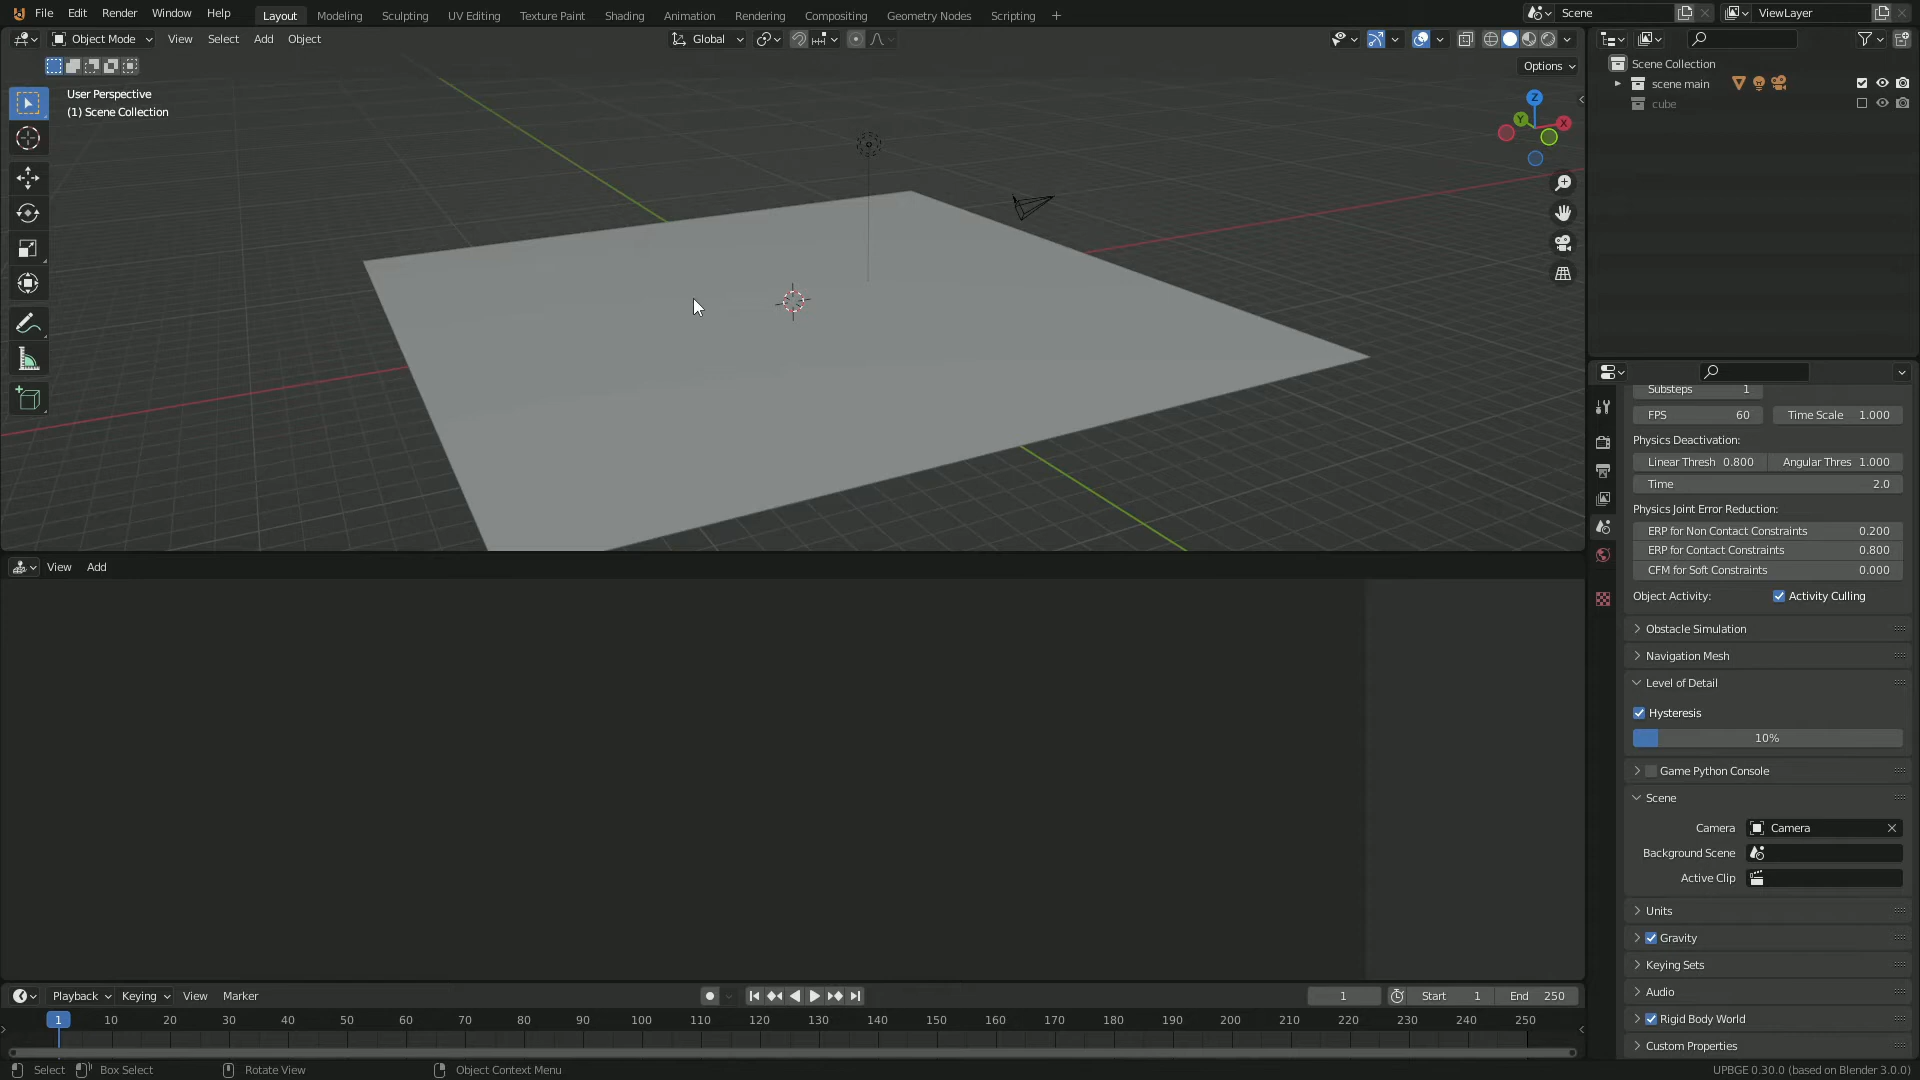 File Edit Render Window Help Layout Modeling Sculpting UV Editing Texture Paint Shading Animation Rendering Compositing Geometry Nodes Scripting + Scene ViewLayer
Object Mode View Select Add Object Global
Options
User Perspective
(1) Scene Collection
Z
Y
X
Scene Collection
scene main
cube
Substeps 1
FPS 60 Time Scale 1.000
Physics Deactivation:
Linear Thresh 0.800 Angular Thres 1.000
Time 2.0
Physics Joint Error Reduction:
ERP for Non Contact Constraints 0.200
ERP for Contact Constraints 0.800
CFM for Soft Constraints 0.000
Object Activity: Activity Culling
Obstacle Simulation
Navigation Mesh
Level of Detail
Hysteresis
10%
Game Python Console
Scene
Camera Camera
Background Scene
Active Clip
Units
Gravity
Keying Sets
Audio
Rigid Body World
Custom Properties
View Add
Playback Keying View Marker 1 Start 1 End 250
1 10 20 30 40 50 60 70 80 90 100 110 120 130 140 150 160 170 180 190 200 210 220 230 240 250
Select Box Select Rotate View Object Context Menu UPBGE 0.30.0 (based on Blender 3.0.0)